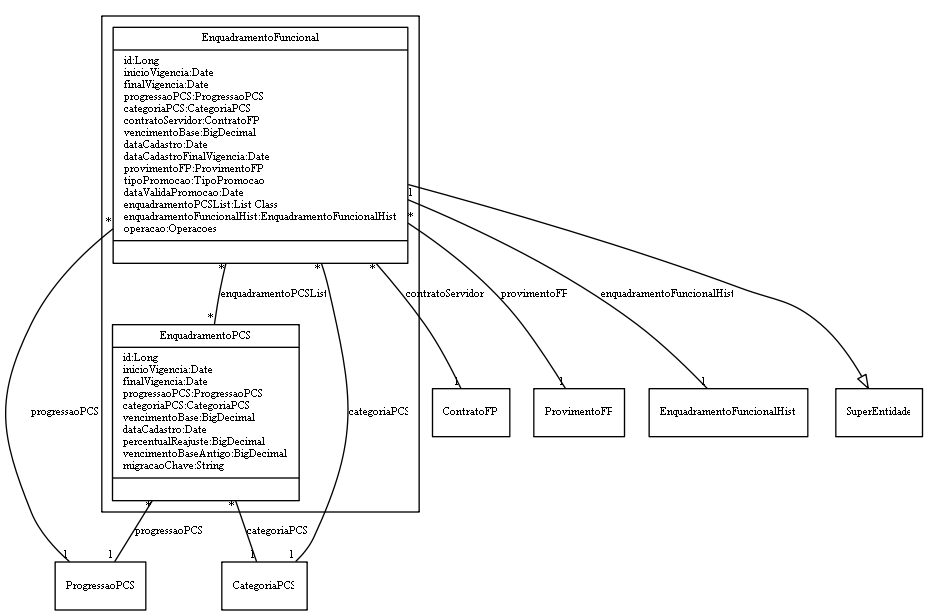 EnquadramentoFuncional
id:Long
inicioVigencia:Date
finalVigencia:Date
progressaoPCS:ProgressaoPCS
categoriaPCS:CategoriaPCS
contratoServidor:ContratoFP
vencimentoBase:BigDecimal
dataCadastro:Date
dataCadastroFinalVigencia:Date
provimentoFP:ProvimentoFP
tipoPromocao:TipoPromocao
dataValidaPromocao:Date
enquadramentoPCSList:List Class
enquadramentoFuncionalHist:EnquadramentoFuncionalHist
operacao:Operacoes
1
*
*
*
*
*
enquadramentoPCSList
contratoServidor
provimentoFP
enquadramentoFuncionalHist
*
EnquadramentoPCS
id:Long
inicioVigencia:Date
finalVigencia:Date
progressaoPCS:ProgressaoPCS
categoriaPCS:CategoriaPCS
vencimentoBase:BigDecimal
dataCadastro:Date
percentualReajuste:BigDecimal
vencimentoBaseAntigo:BigDecimal
migracaoChave:String
1
1
1
ContratoFP
ProvimentoFP
EnquadramentoFuncionalHist
SuperEntidade
progressaoPCS
categoriaPCS
*
*
progressaoPCS
categoriaPCS
1
1
1
1
ProgressaoPCS
CategoriaPCS